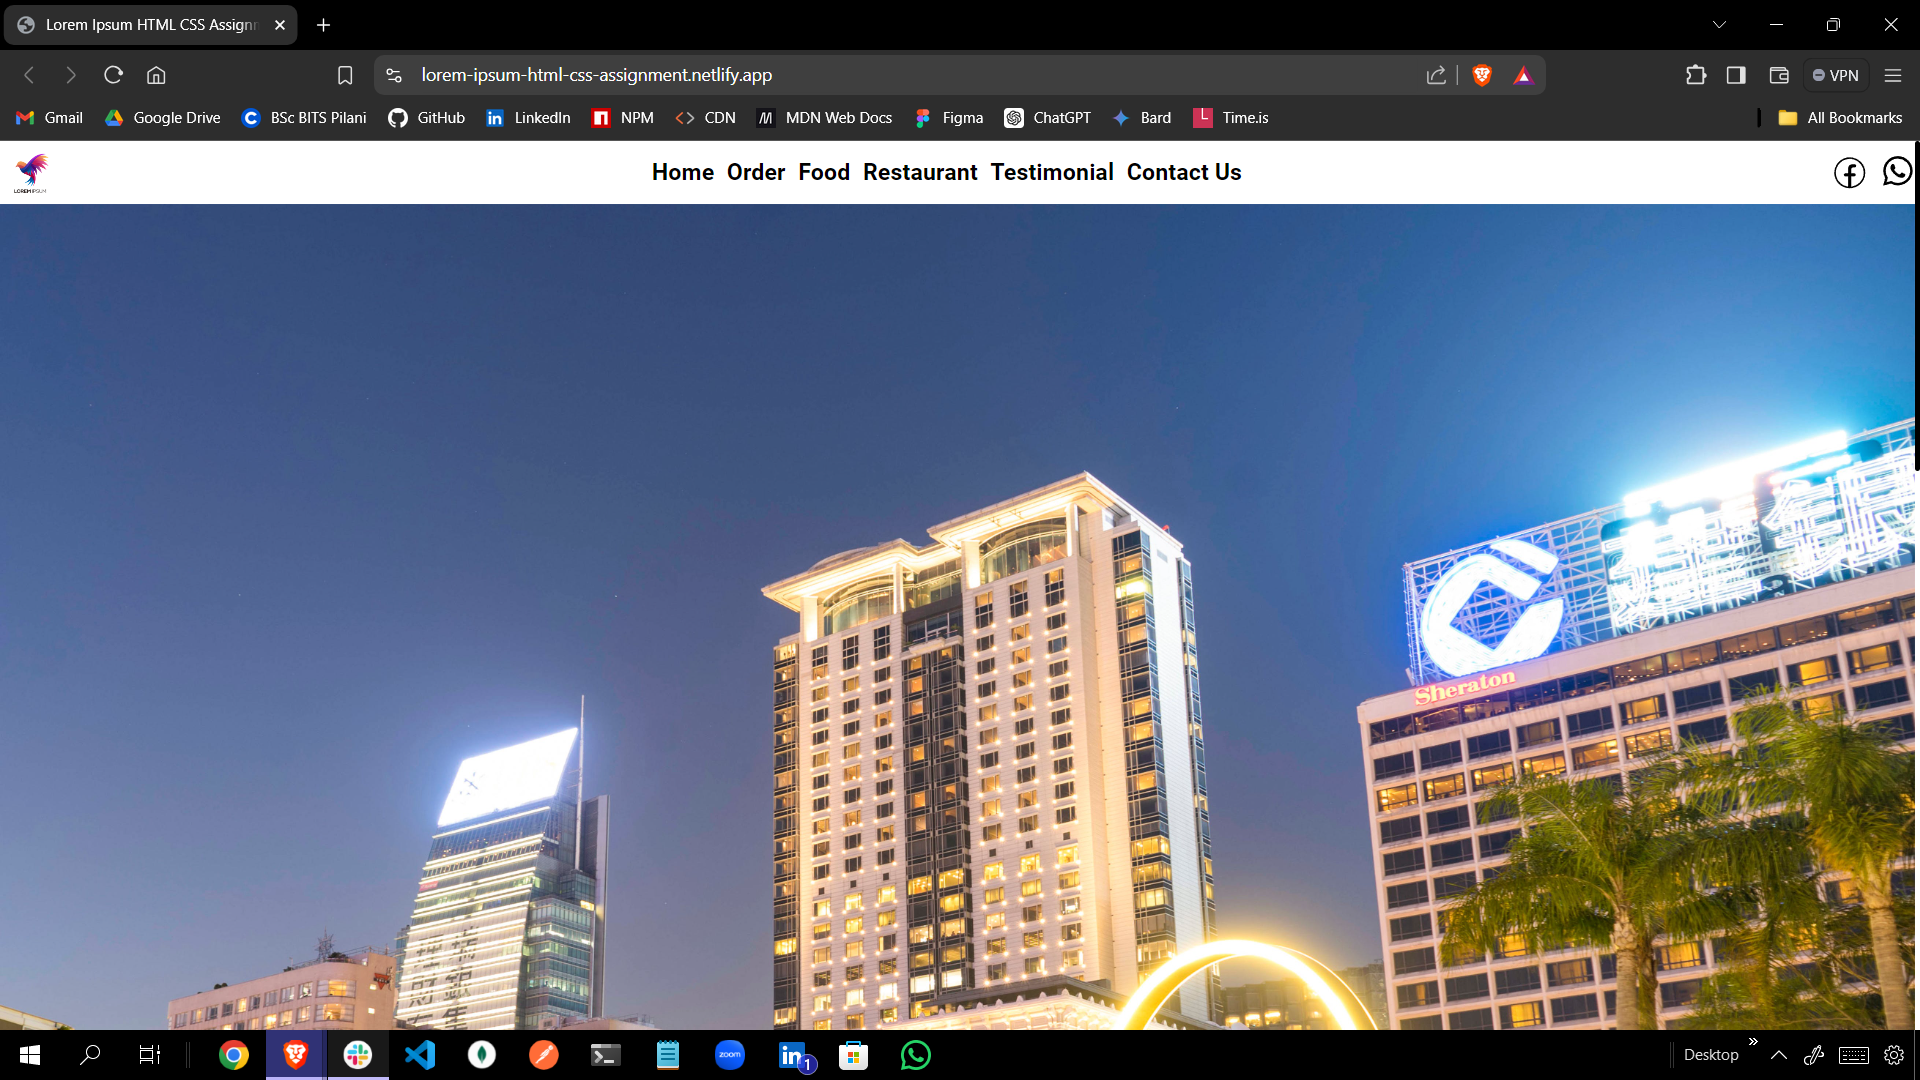 Lorem Ipsum HTML CSS Assignm
lorem-ipsum-html-css-assignment.netlify.app
VPN
Gmail Google Drive BSc BITS Pilani GitHub LinkedIn NPM CDN MDN Web Docs Figma ChatGPT Bard Time.is All Bookmarks
LOREM IPSUM
Home Order Food Restaurant Testimonial Contact Us
Sheraton
zoom
1
Desktop